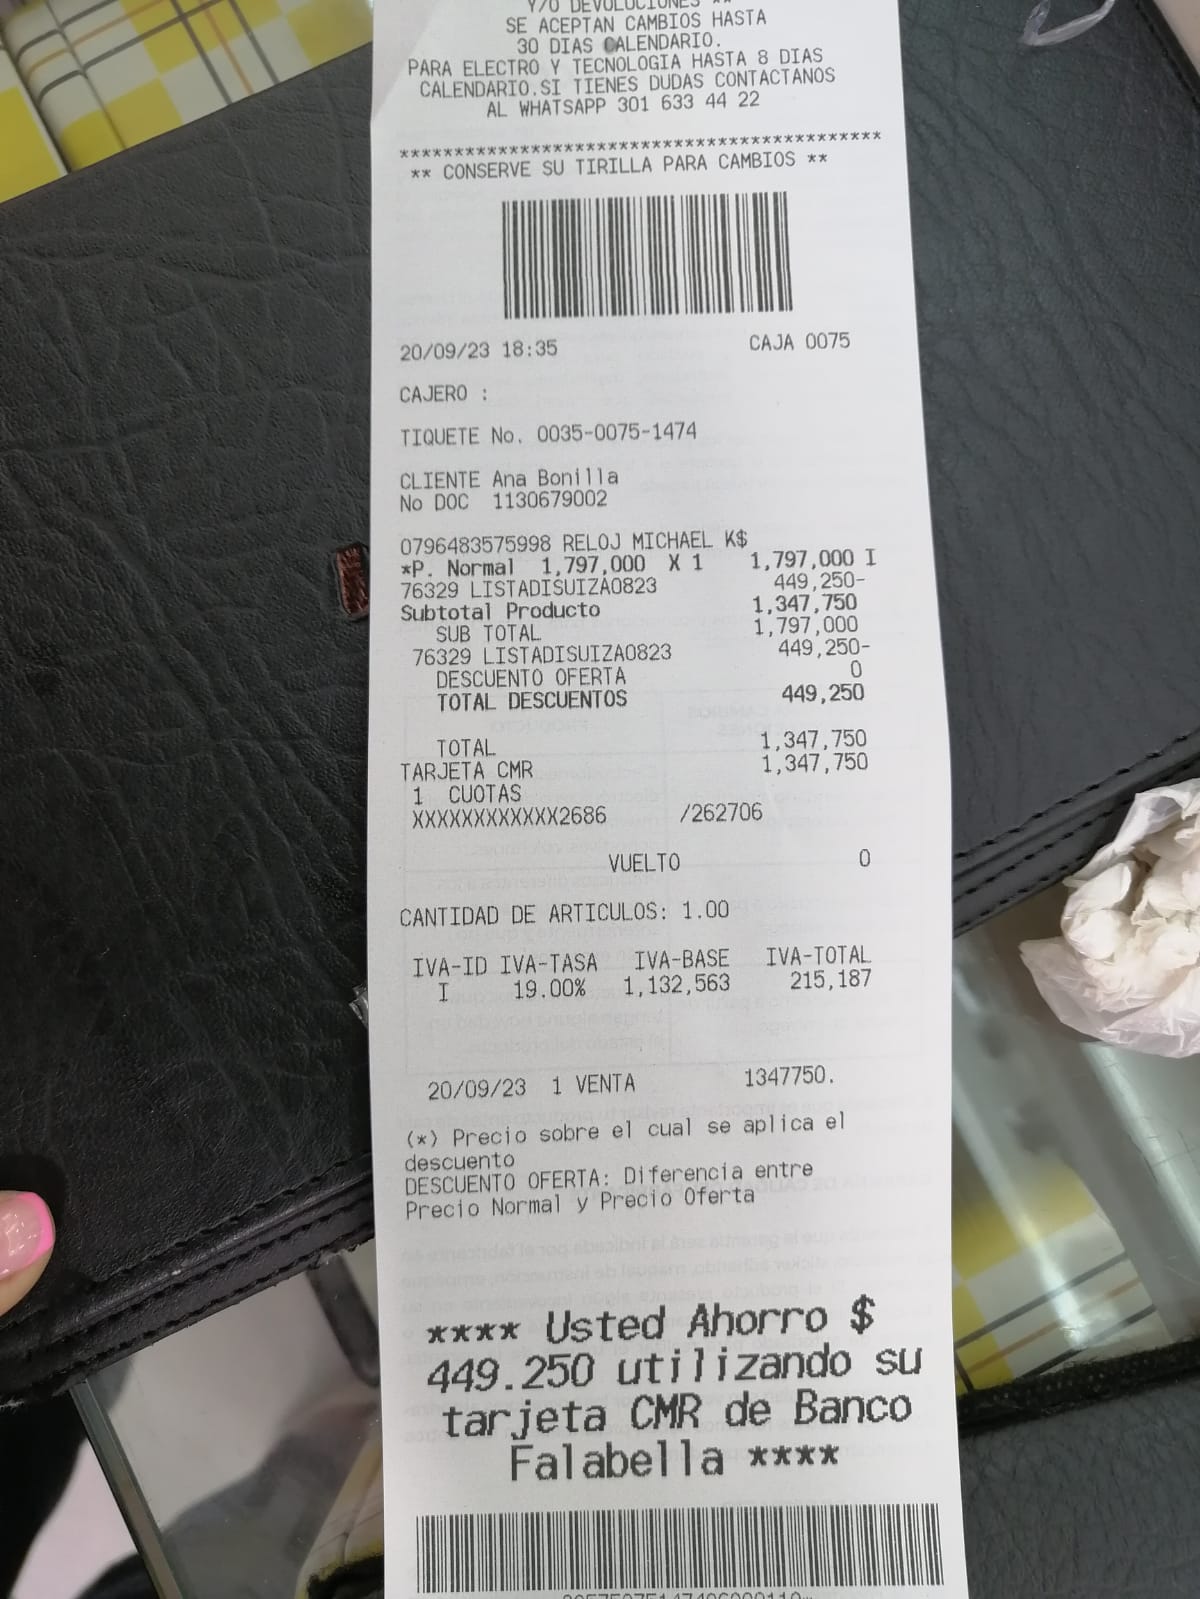 Y/O DEVOLUCIONES **
SE ACEPTAN CAMBIOS HASTA
30 DIAS CALENDARIO.
PARA ELECTRO Y TECNOLOGIA HASTA 8 DIAS
CALENDARIO.SI TIENES DUDAS CONTACTANOS
AL WHATSAPP 301 633 44 22
********************************************
** CONSERVE SU TIRILLA PARA CAMBIOS **
20/09/23 18:35 CAJA 0075
CAJERO :
TIQUETE No. 0035-0075-1474
CLIENTE Ana Bonilla
No DOC 1130679002
0796483575998 RELOJ MICHAEL K$
*P. Normal 1,797,000 X 1 1,797,000 I
76329 LISTADISUIZA0823 449,250-
Subtotal Producto 1,347,750
SUB TOTAL 1,797,000
76329 LISTADISUIZA0823 449,250-
DESCUENTO OFERTA 0
TOTAL DESCUENTOS 449,250
TOTAL 1,347,750
TARJETA CMR 1,347,750
1 CUOTAS
XXXXXXXXXXXX2686 /262706
VUELTO 0
CANTIDAD DE ARTICULOS: 1.00
IVA-ID IVA-TASA IVA-BASE IVA-TOTAL
I 19.00% 1,132,563 215,187
20/09/23 1 VENTA 1347750.
(*) Precio sobre el cual se aplica el
descuento
DESCUENTO OFERTA: Diferencia entre
Precio Normal y Precio Oferta
**** Usted Ahorro $
449.250 utilizando su
tarjeta CMR de Banco
Falabella ****